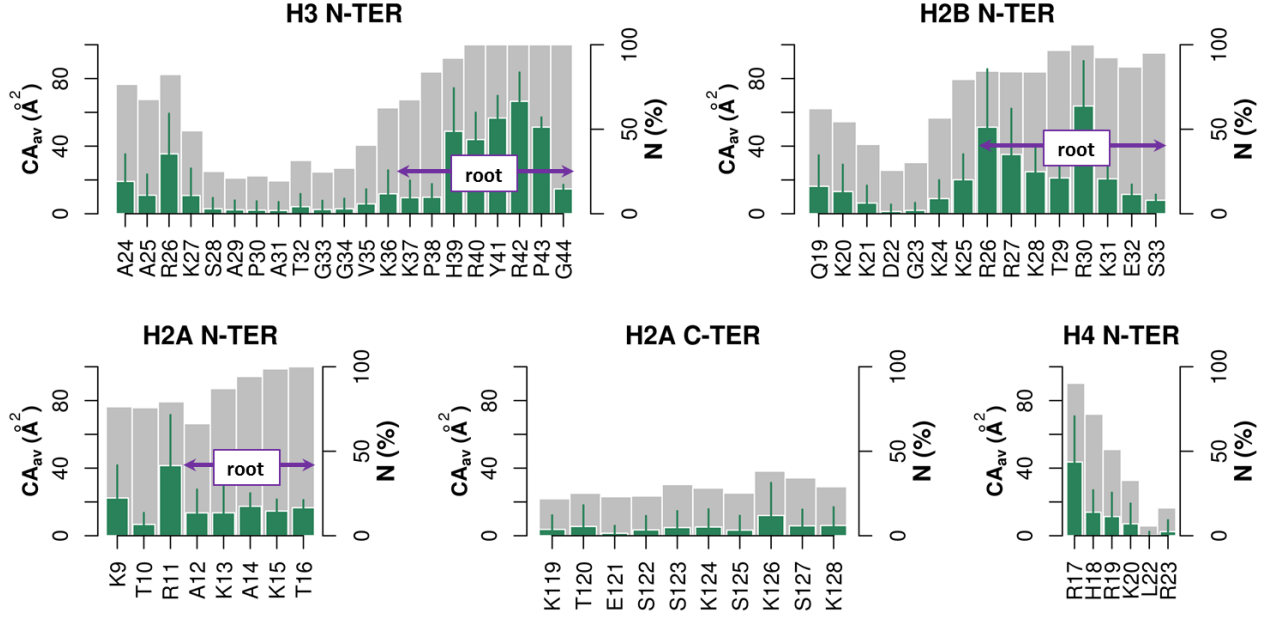 H3 N-TER
CAav (Å2)
0 40 80
0 50 100
N (%)
root
A24 A25 R26 K27 S28 A29 P30 A31 T32 G33 G34 V35 K36 K37 P38 H39 R40 Y41 R42 P43 G44
H2B N-TER
CAav (Å2)
0 40 80
0 50 100
N (%)
root
Q19 K20 K21 D22 G23 K24 K25 R26 R27 K28 T29 R30 K31 E32 S33
H2A N-TER
CAav (Å2)
0 40 80
0 50 100
N (%)
root
K9 T10 R11 A12 K13 A14 K15 T16
H2A C-TER
CAav (Å2)
0 40 80
0 50 100
N (%)
K119 T120 E121 S122 S123 K124 S125 K126 S127 K128
H4 N-TER
CAav (Å2)
0 40 80
0 50 100
N (%)
R17 H18 R19 K20 L22 R23